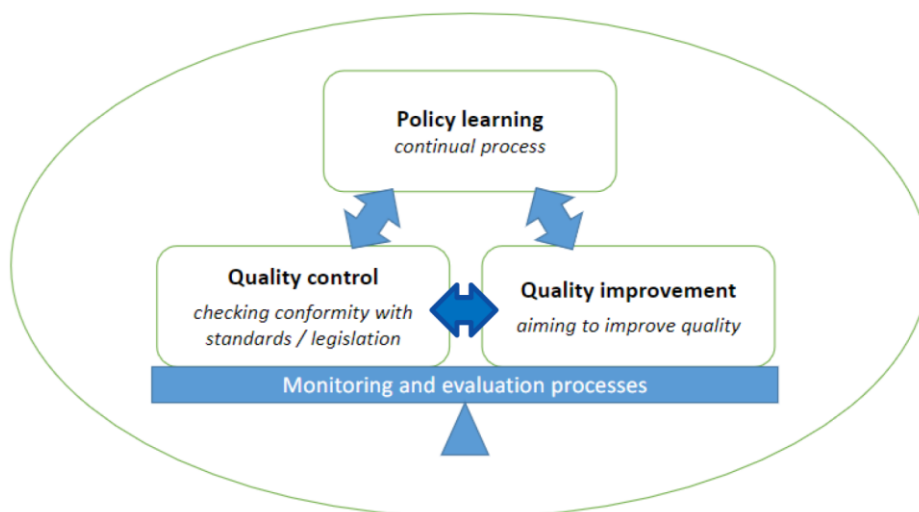 Policy learning
continual process
Quality control
checking conformity with
standards / legislation
Quality improvement
aiming to improve quality
Monitoring and evaluation processes